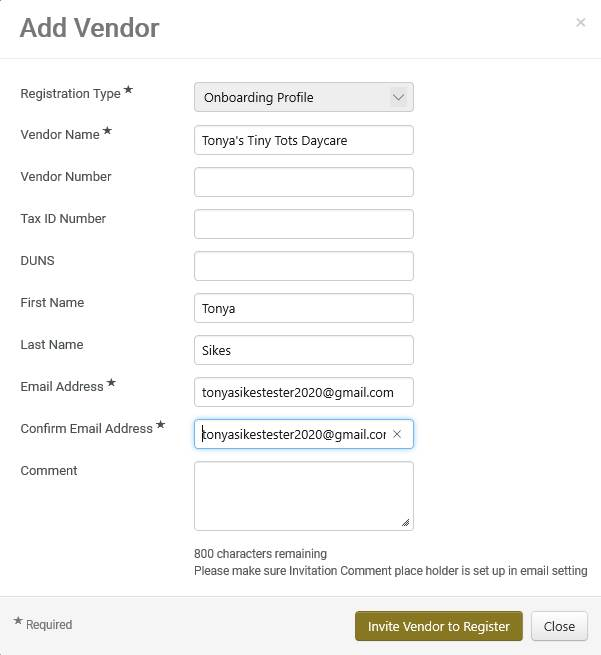 Add Vendor ×
Registration Type ★ Onboarding Profile
Vendor Name ★ Tonya's Tiny Tots Daycare
Vendor Number
Tax ID Number
DUNS
First Name Tonya
Last Name Sikes
Email Address ★ tonyasikestester2020@gmail.com
Confirm Email Address ★ tonyasikestester2020@gmail.cor ×
Comment
800 characters remaining
Please make sure Invitation Comment place holder is set up in email setting
★ Required Invite Vendor to Register Close